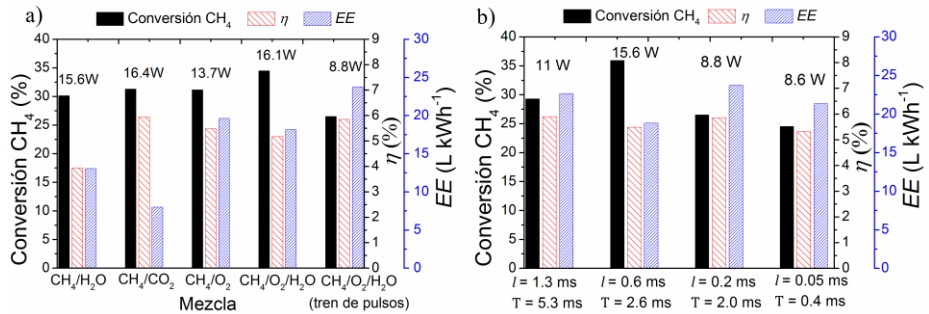 a)
Conversión CH₄ η EE
Conversión CH₄ (%)
40
35
30
25
20
15
10
5
0
15.6W
16.4W
13.7W
16.1W
8.8W
9
8
7
6
5
4
3
2
1
0
η (%)
30
25
20
15
10
5
0
EE (L kWh⁻¹)
CH₄/H₂O CH₄/CO₂ CH₄/O₂ CH₄/O₂/H₂O CH₄/O₂/H₂O
Mezcla (tren de pulsos)
b)
Conversión CH₄ η EE
Conversión CH₄ (%)
40
35
30
25
20
15
10
5
0
11 W
15.6 W
8.8 W
8.6 W
9
8
7
6
5
4
3
2
1
0
η (%)
30
25
20
15
10
5
0
EE (L kWh⁻¹)
l = 1.3 ms l = 0.6 ms l = 0.2 ms l = 0.05 ms
T = 5.3 ms T = 2.6 ms T = 2.0 ms T = 0.4 ms